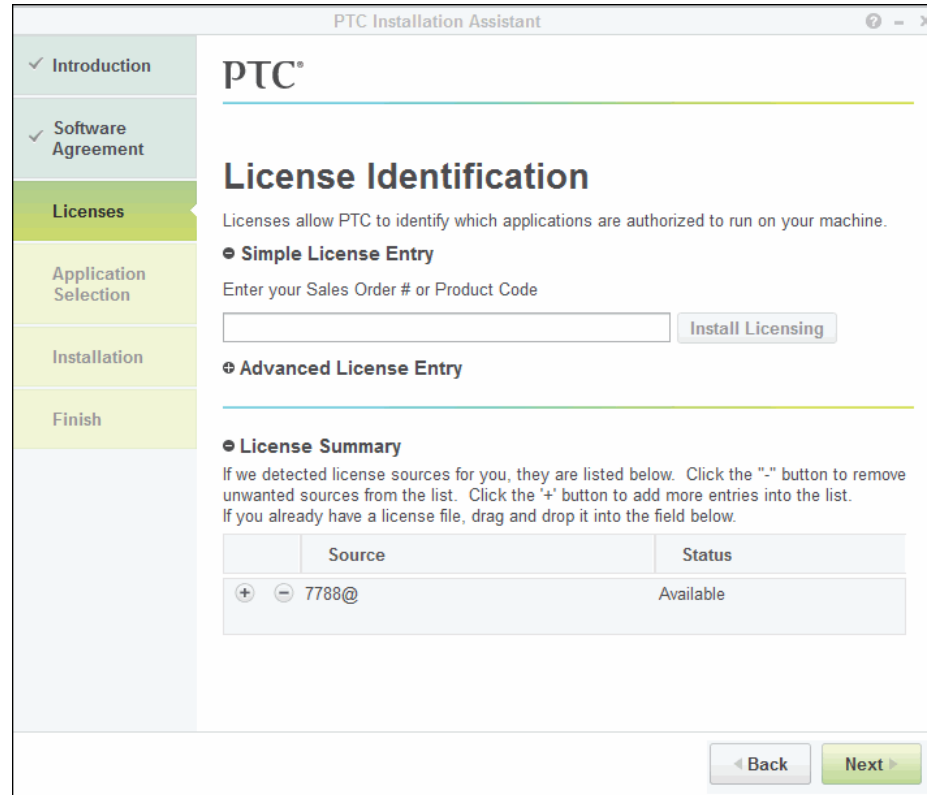 PTC Installation Assistant
Introduction
Software
Agreement
Licenses
Application
Selection
Installation
Finish
PTC®
License Identification
Licenses allow PTC to identify which applications are authorized to run on your machine.
Simple License Entry
Enter your Sales Order # or Product Code
Install Licensing
Advanced License Entry
License Summary
If we detected license sources for you, they are listed below. Click the "-" button to remove
unwanted sources from the list. Click the '+' button to add more entries into the list.
If you already have a license file, drag and drop it into the field below.
Source Status
7788@ Available
Back Next